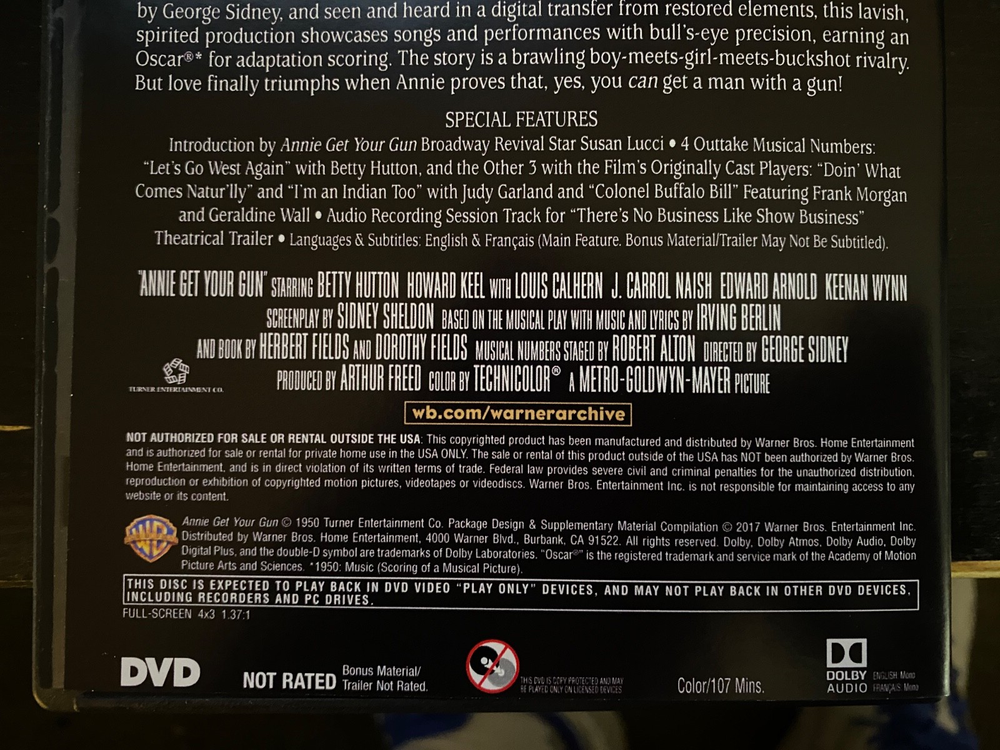 by George Sidney, and seen and heard in a digital transfer from restored elements, this lavish,
spirited production showcases songs and performances with bull's-eye precision, earning an
Oscar®* for adaptation scoring. The story is a brawling boy-meets-girl-meets-buckshot rivalry.
But love finally triumphs when Annie proves that, yes, you can get a man with a gun!
SPECIAL FEATURES
Introduction by Annie Get Your Gun Broadway Revival Star Susan Lucci • 4 Outtake Musical Numbers:
"Let's Go West Again" with Betty Hutton, and the Other 3 with the Film's Originally Cast Players: "Doin' What
Comes Natur'lly" and "I'm an Indian Too" with Judy Garland and "Colonel Buffalo Bill" Featuring Frank Morgan
and Geraldine Wall • Audio Recording Session Track for "There's No Business Like Show Business"
Theatrical Trailer • Languages & Subtitles: English & Français (Main Feature. Bonus Material/Trailer May Not Be Subtitled).
"ANNIE GET YOUR GUN" STARRING BETTY HUTTON HOWARD KEEL WITH LOUIS CALHERN J. CARROL NAISH EDWARD ARNOLD KEENAN WYNN
SCREENPLAY BY SIDNEY SHELDON BASED ON THE MUSICAL PLAY WITH MUSIC AND LYRICS BY IRVING BERLIN
AND BOOK BY HERBERT FIELDS AND DOROTHY FIELDS MUSICAL NUMBERS STAGED BY ROBERT ALTON DIRECTED BY GEORGE SIDNEY
PRODUCED BY ARTHUR FREED COLOR BY TECHNICOLOR® A METRO-GOLDWYN-MAYER PICTURE
TURNER ENTERTAINMENT CO.
wb.com/warnerarchive
NOT AUTHORIZED FOR SALE OR RENTAL OUTSIDE THE USA: This copyrighted product has been manufactured and distributed by Warner Bros. Home Entertainment
and is authorized for sale or rental for private home use in the USA ONLY. The sale or rental of this product outside of the USA has NOT been authorized by Warner Bros.
Home Entertainment, and is in direct violation of its written terms of trade. Federal law provides severe civil and criminal penalties for the unauthorized distribution,
reproduction or exhibition of copyrighted motion pictures, videotapes or videodiscs. Warner Bros. Entertainment Inc. is not responsible for maintaining access to any
website or its content.
WB
Annie Get Your Gun © 1950 Turner Entertainment Co. Package Design & Supplementary Material Compilation © 2017 Warner Bros. Entertainment Inc.
Distributed by Warner Bros. Home Entertainment, 4000 Warner Blvd., Burbank, CA 91522. All rights reserved. Dolby, Dolby Atmos, Dolby Audio, Dolby
Digital Plus, and the double-D symbol are trademarks of Dolby Laboratories. "Oscar®" is the registered trademark and service mark of the Academy of Motion
Picture Arts and Sciences. *1950: Music (Scoring of a Musical Picture).
THIS DISC IS EXPECTED TO PLAY BACK IN DVD VIDEO "PLAY ONLY" DEVICES, AND MAY NOT PLAY BACK IN OTHER DVD DEVICES,
INCLUDING RECORDERS AND PC DRIVES.
FULL-SCREEN 4x3 1.37:1
DVD
NOT RATED
Bonus Material/
Trailer Not Rated.
THIS DVD IS COPY PROTECTED AND MAY
BE PLAYED ONLY ON LICENSED DEVICES
Color/107 Mins.
DOLBY
AUDIO
ENGLISH: Mono
FRANÇAIS: Mono